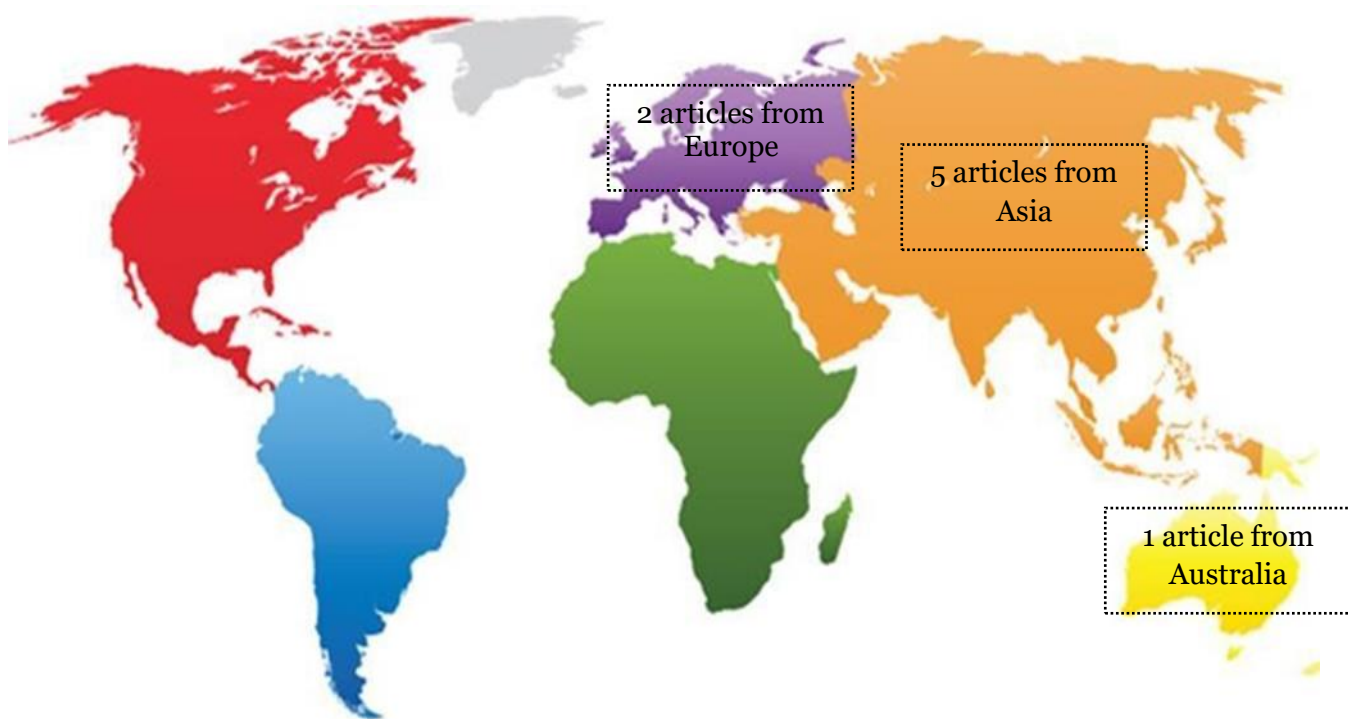 2 articles from
Europe
5 articles from
Asia
1 article from
Australia